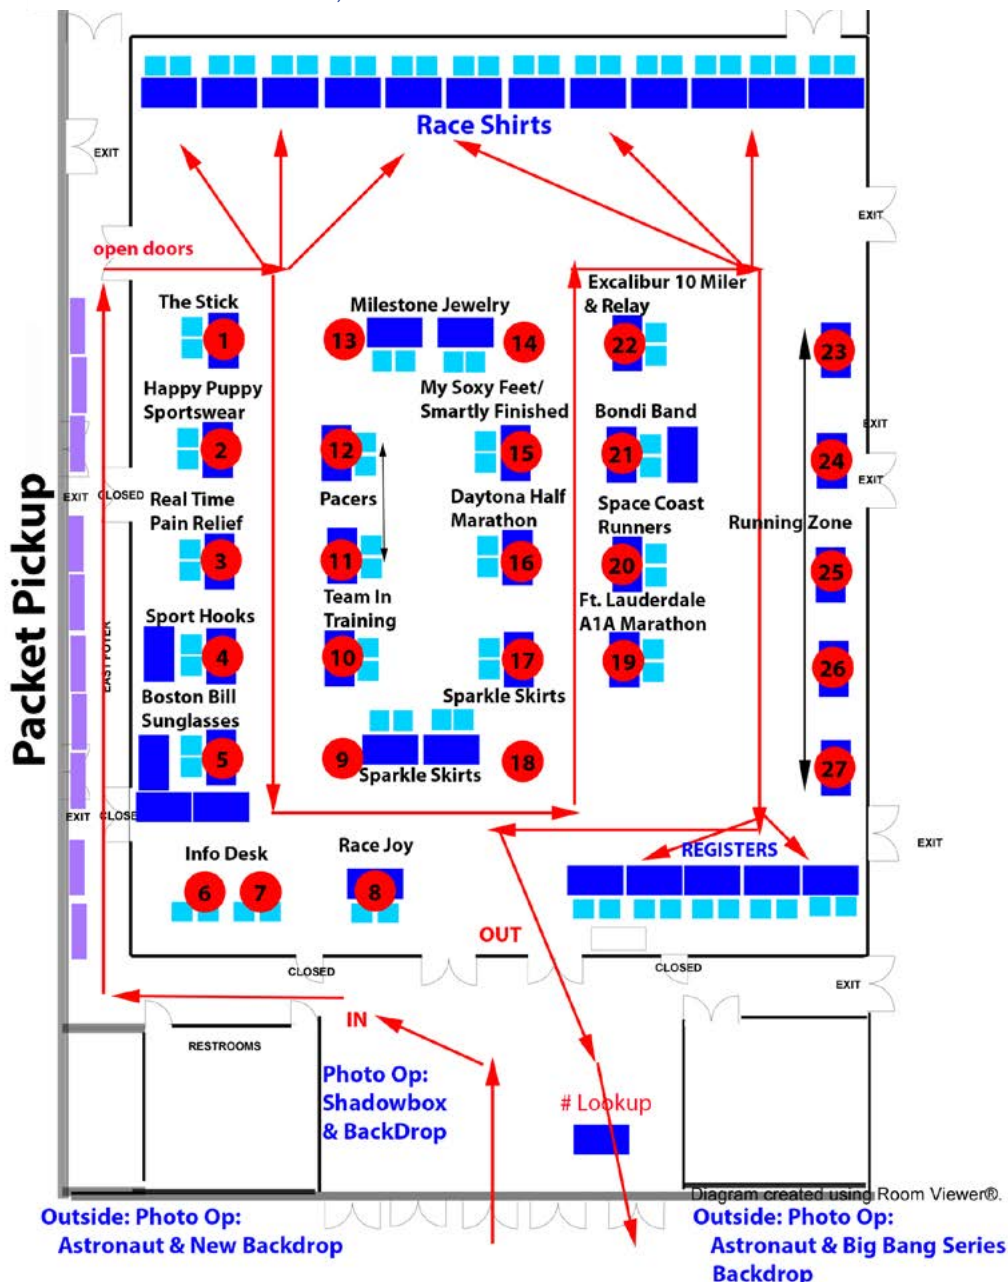 Race Shirts
EXIT
EXIT
open doors
Excalibur 10 Miler
& Relay
The Stick
Milestone Jewelry
1
13
14
22
23
Happy Puppy
Sportswear
My Soxy Feet/
Smartly Finished
Bondi Band
EXIT
2
12
15
21
24
EXIT
EXIT
CLOSED
Real Time
Pain Relief
Pacers
Daytona Half
Marathon
Space Coast
Runners
Running Zone
3
11
16
20
25
Team In
Training
Ft. Lauderdale
A1A Marathon
Sport Hooks
4
10
17
19
26
EAST FOYER
Packet Pickup
Boston Bill
Sunglasses
Sparkle Skirts
5
9
Sparkle Skirts
18
27
EXIT
CLOSED
EXIT
Info Desk
Race Joy
REGISTERS
6
7
8
OUT
CLOSED
CLOSED
EXIT
IN
RESTROOMS
Photo Op:
Shadowbox
& BackDrop
# Lookup
Diagram created using Room Viewer®.
Outside: Photo Op:
Astronaut & New Backdrop
Outside: Photo Op:
Astronaut & Big Bang Series
Backdrop